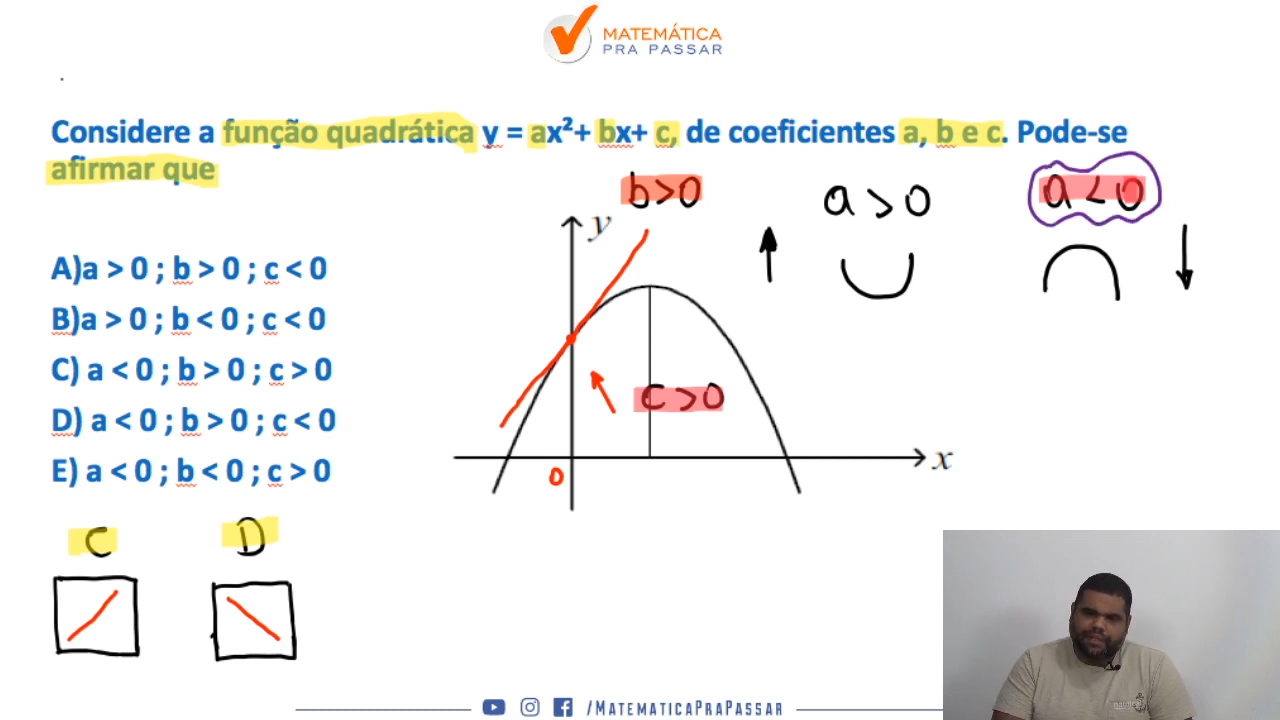 MATEMÁTICA
PRA PASSAR
Considere a função quadrática y = ax²+ bx+ c, de coeficientes a, b e c. Pode-se
afirmar que
b>0
a > 0
a < 0
y
A)a > 0 ; b > 0 ; c < 0
B)a > 0 ; b < 0 ; c < 0
C) a < 0 ; b > 0 ; c > 0
D) a < 0 ; b > 0 ; c < 0
E) a < 0 ; b < 0 ; c > 0
c > 0
x
0
C
D
/MATEMATICAPRAPASSAR